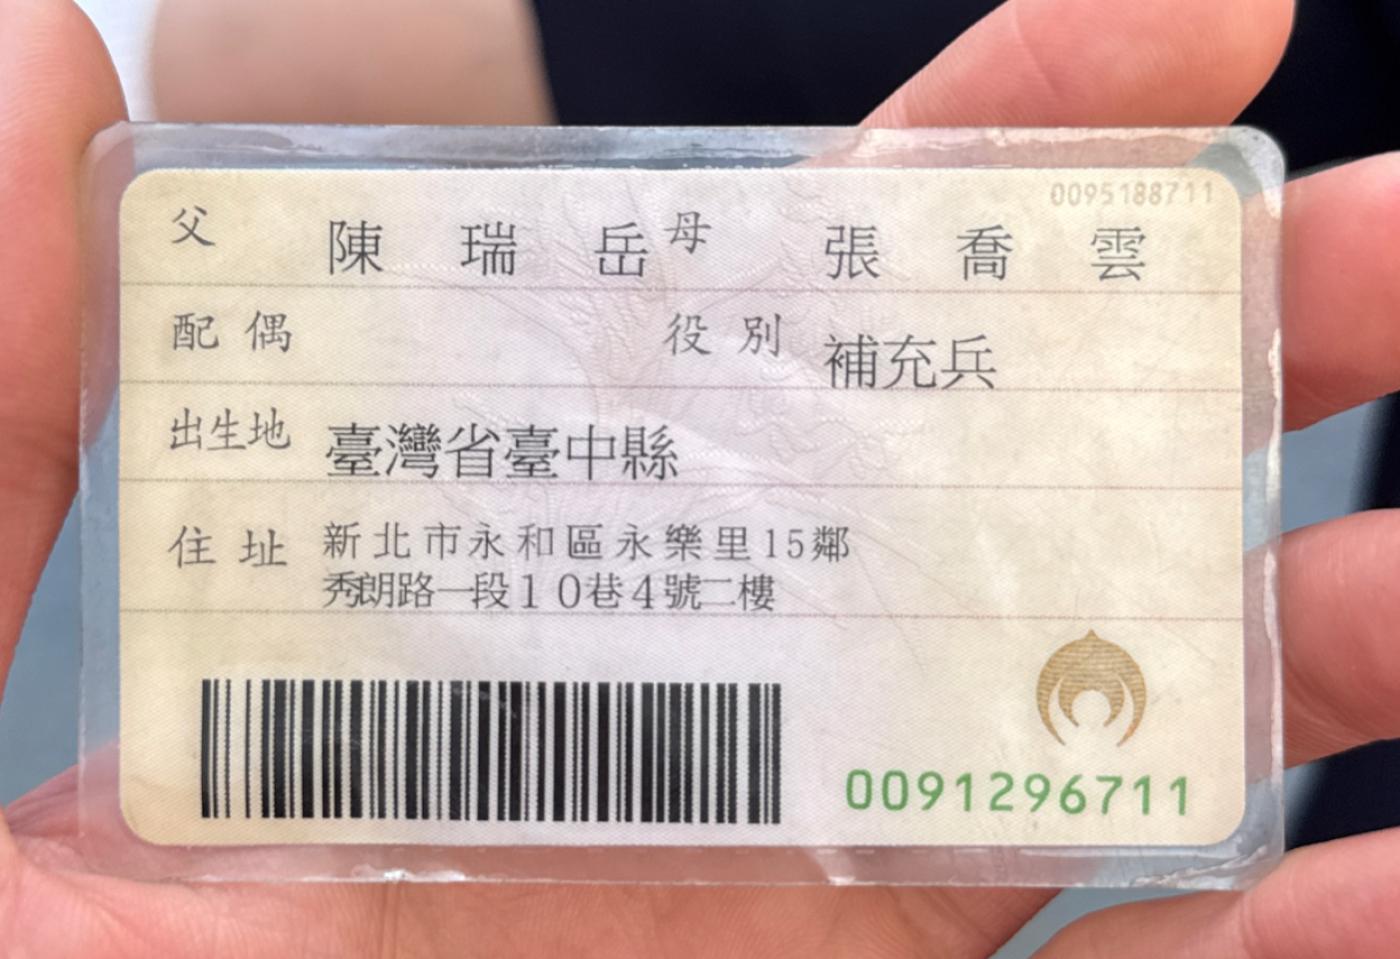 0095188711
父 陳瑞岳 母 張喬雲
配偶 役別 補充兵
出生地 臺灣省臺中縣
住址 新北市永和區永樂里15鄰
秀朗路一段10巷4號二樓
0091296711